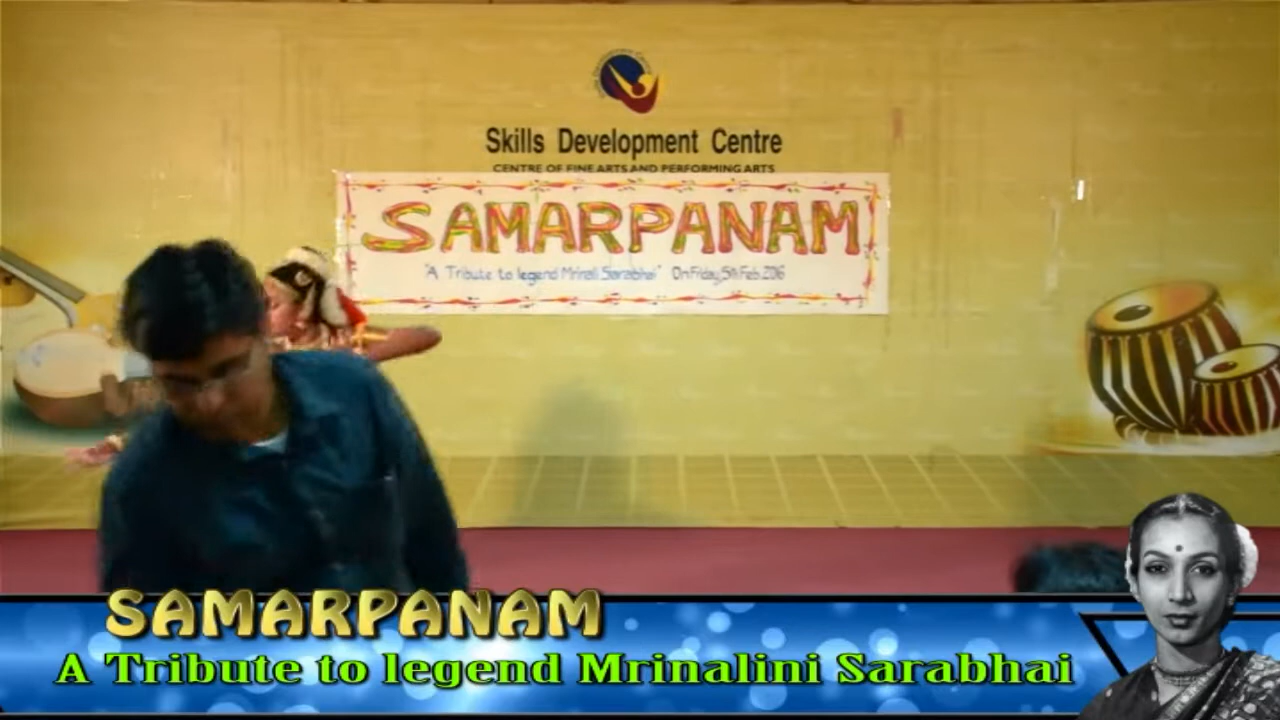 Skills Development Centre
CENTRE OF FINE ARTS AND PERFORMING ARTS
SAMARPANAM
"A Tribute to legend Mrinali Sarabhai" On Friday, 5th Feb. 2016
SAMARPANAM
A Tribute to legend Mrinalini Sarabhai